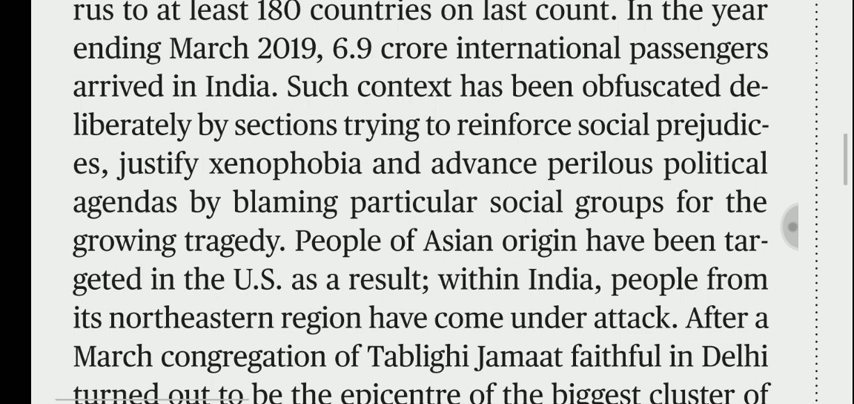 rus to at least 180 countries on last count. In the year
ending March 2019, 6.9 crore international passengers
arrived in India. Such context has been obfuscated de-
liberately by sections trying to reinforce social prejudic-
es, justify xenophobia and advance perilous political
agendas by blaming particular social groups for the
growing tragedy. People of Asian origin have been tar-
geted in the U.S. as a result; within India, people from
its northeastern region have come under attack. After a
March congregation of Tablighi Jamaat faithful in Delhi
turned out to be the epicentre of the biggest cluster of